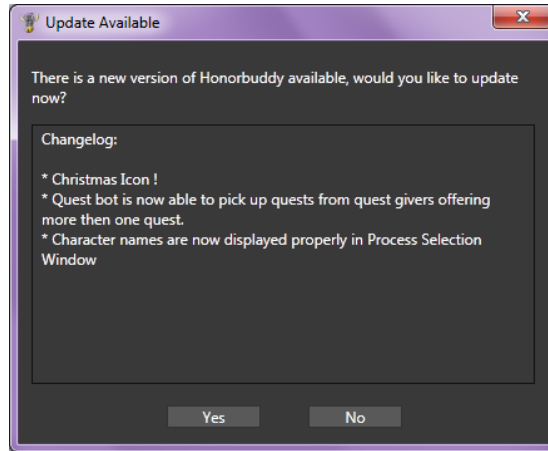 Update Available
There is a new version of Honorbuddy available, would you like to update
now?
Changelog:
* Christmas Icon !
* Quest bot is now able to pick up quests from quest givers offering
more then one quest.
* Character names are now displayed properly in Process Selection
Window
Yes No